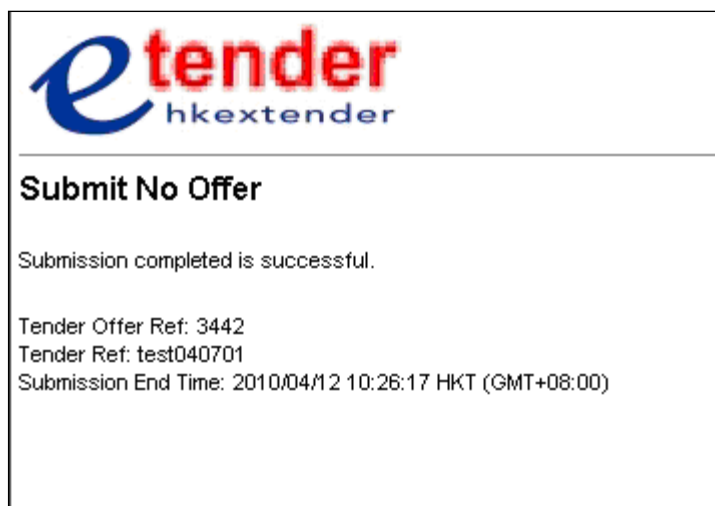 e tender
hkextender
Submit No Offer
Submission completed is successful.
Tender Offer Ref: 3442
Tender Ref: test040701
Submission End Time: 2010/04/12 10:26:17 HKT (GMT+08:00)